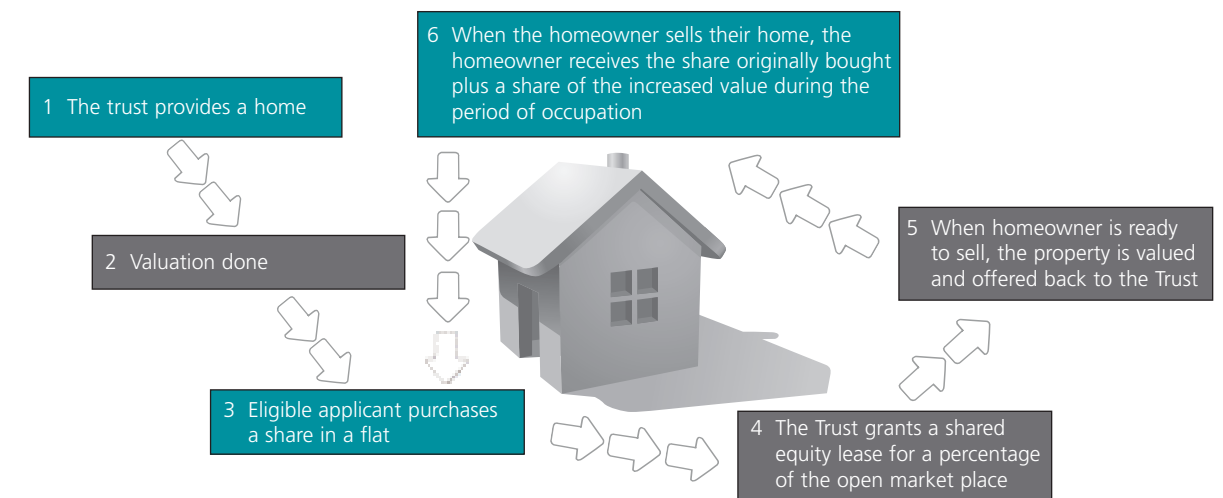 1 The trust provides a home
2 Valuation done
3 Eligible applicant purchases
a share in a flat
4 The Trust grants a shared
equity lease for a percentage
of the open market place
5 When homeowner is ready
to sell, the property is valued
and offered back to the Trust
6 When the homeowner sells their home, the
homeowner receives the share originally bought
plus a share of the increased value during the
period of occupation